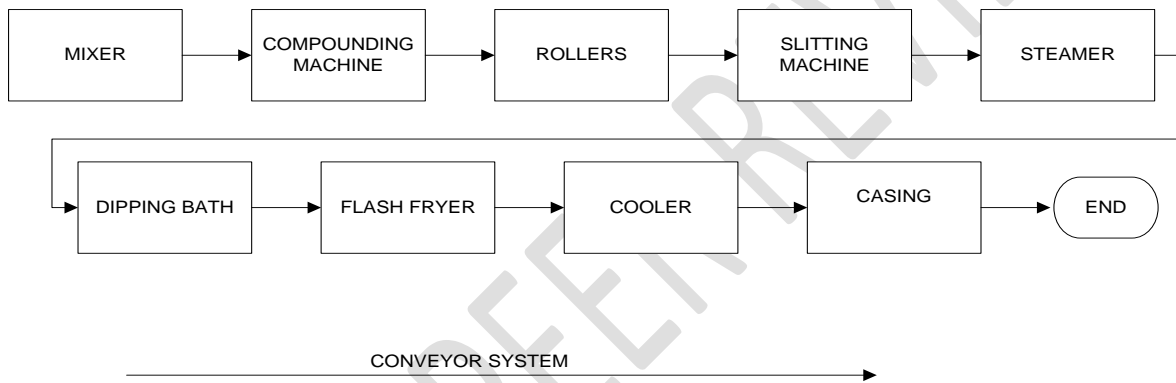 MIXER
COMPOUNDING
MACHINE
ROLLERS
SLITTING
MACHINE
STEAMER
DIPPING BATH
FLASH FRYER
COOLER
CASING
END
CONVEYOR SYSTEM